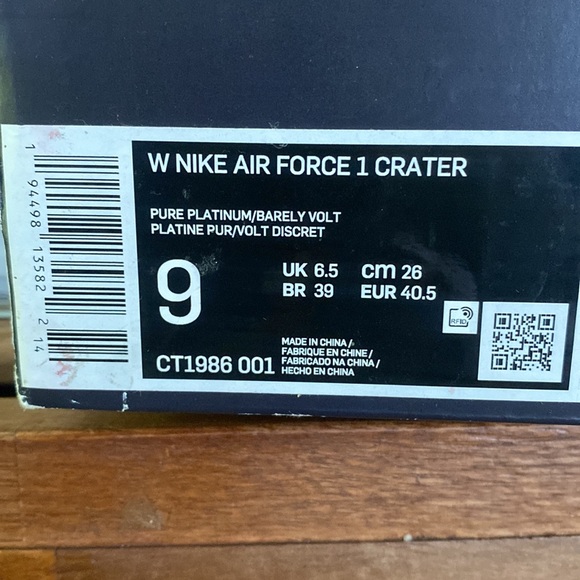 W NIKE AIR FORCE 1 CRATER
PURE PLATINUM/BARELY VOLT
PLATINE PUR/VOLT DISCRET
9
UK 6.5 cm 26
BR 39 EUR 40.5
RFID
CT1986 001
MADE IN CHINA /
FABRIQUE EN CHINE /
FABRICADO NA CHINA /
HECHO EN CHINA
1 94498 13582 2 14